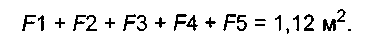 F1 + F2 + F3 + F4 + F5 = 1,12 м².